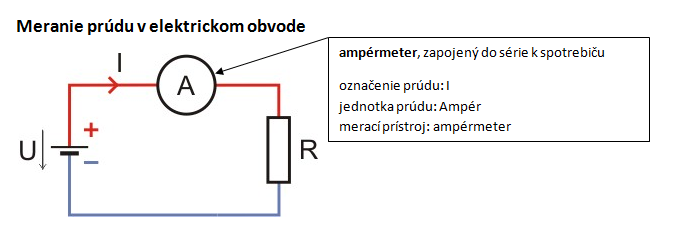 Meranie prúdu v elektrickom obvode
ampérmeter, zapojený do série k spotrebiču
označenie prúdu: I
jednotka prúdu: Ampér
merací prístroj: ampérmeter
I
A
+
U
–
R